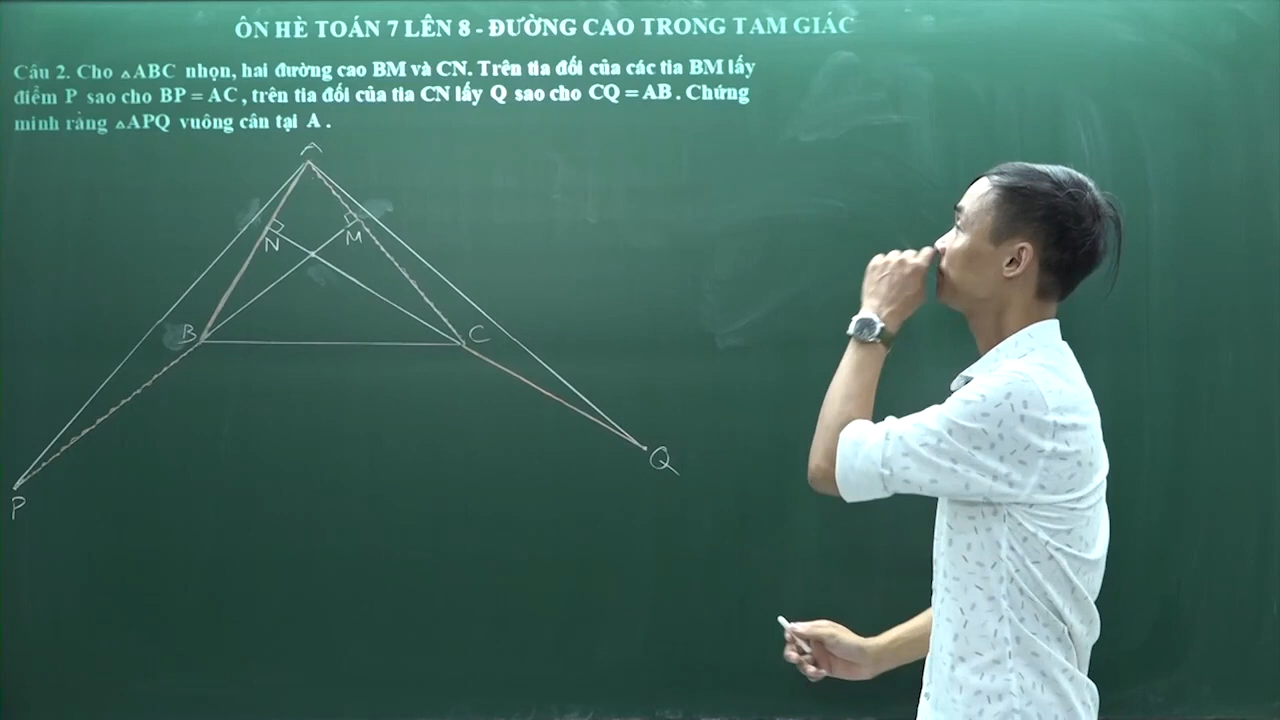 ÔN HÈ TOÁN 7 LÊN 8 - ĐƯỜNG CAO TRONG TAM GIÁC
Câu 2. Cho △ABC nhọn, hai đường cao BM và CN. Trên tia đối của các tia BM lấy
điểm P sao cho BP = AC, trên tia đối của tia CN lấy Q sao cho CQ = AB. Chứng
minh rằng △APQ vuông cân tại A.
A
N
M
B
C
Q
P